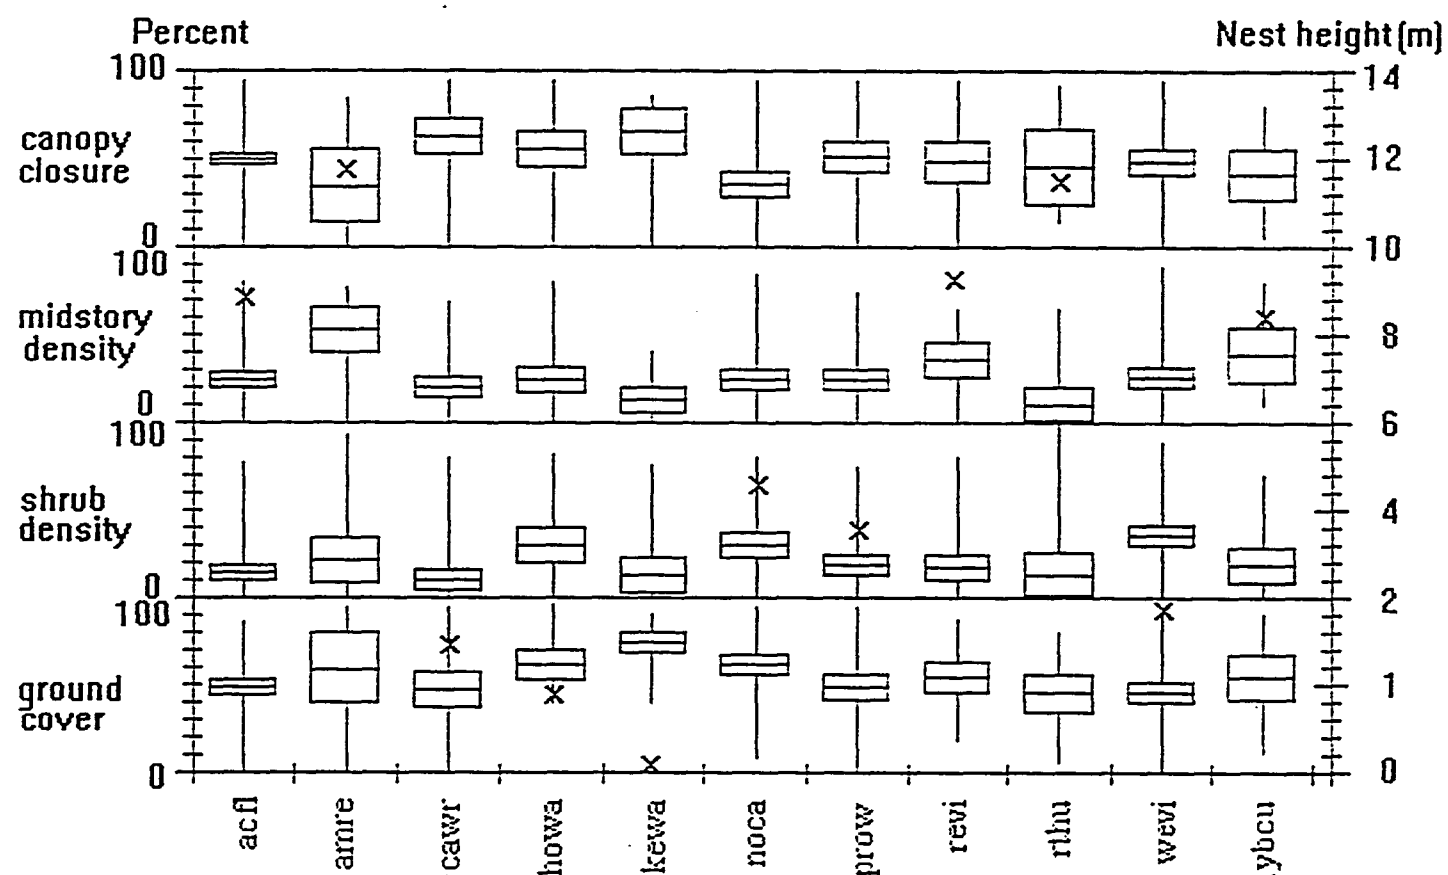 Percent
Nest height (m)
100
14
canopy
closure
12
0
10
100
midstory
density
8
0
6
100
shrub
density
4
0
2
100
ground
cover
1
0
0
acfl
amre
cawr
howa
kewa
noca
prow
revi
rthu
wevi
ybcu